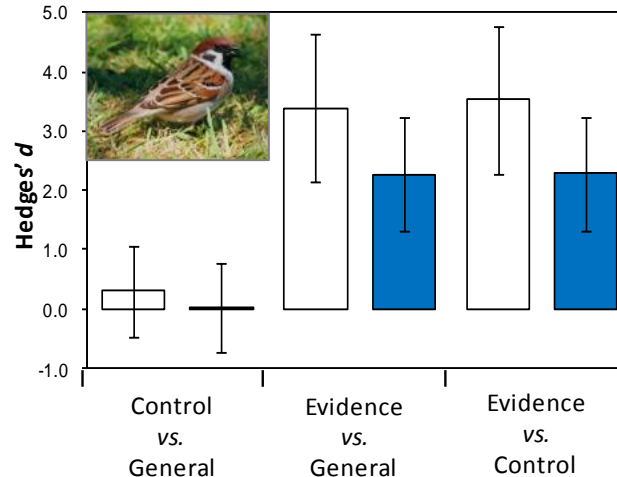 5.0
4.0
3.0
2.0
1.0
0.0
-1.0
Hedges' d
Control
vs.
General
Evidence
vs.
General
Evidence
vs.
Control